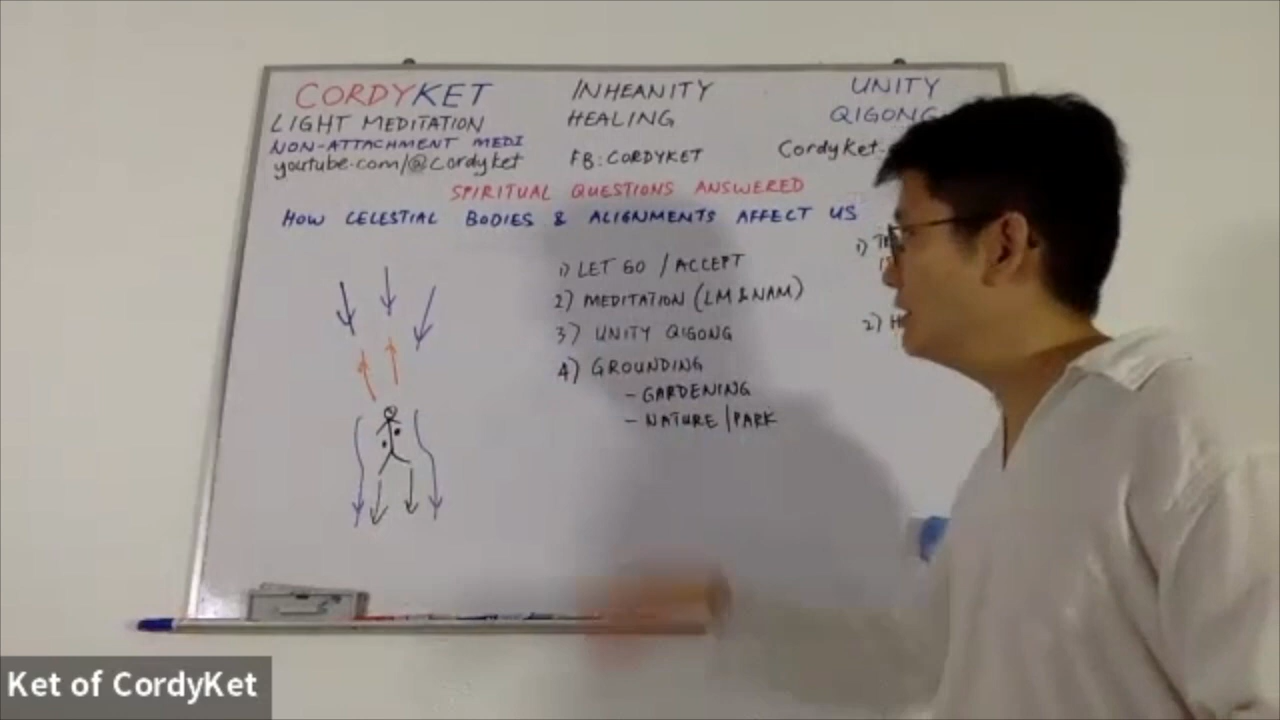 CORDYKET
LIGHT MEDITATION
NON-ATTACHMENT MEDI
youtube.com/@Cordyket
INHEANITY
HEALING
FB: CORDYKET
UNITY
QIGONG
CordyKet
SPIRITUAL QUESTIONS ANSWERED
HOW CELESTIAL BODIES & ALIGNMENTS AFFECT US
1) LET GO / ACCEPT
2) MEDITATION (LM & NAM)
3) UNITY QIGONG
4) GROUNDING
- GARDENING
- NATURE / PARK
1)
2)
Ket of CordyKet